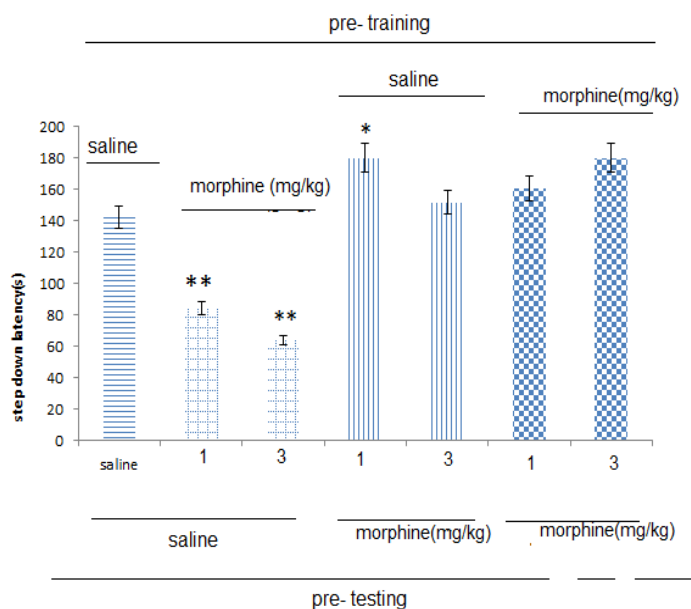 pre- training
saline
morphine(mg/kg)
saline
morphine (mg/kg)
step down latency(s)
200
180
160
140
120
100
80
60
40
20
0
*
**
**
saline 1 3 1 3 1 3
saline morphine(mg/kg) morphine(mg/kg)
pre- testing